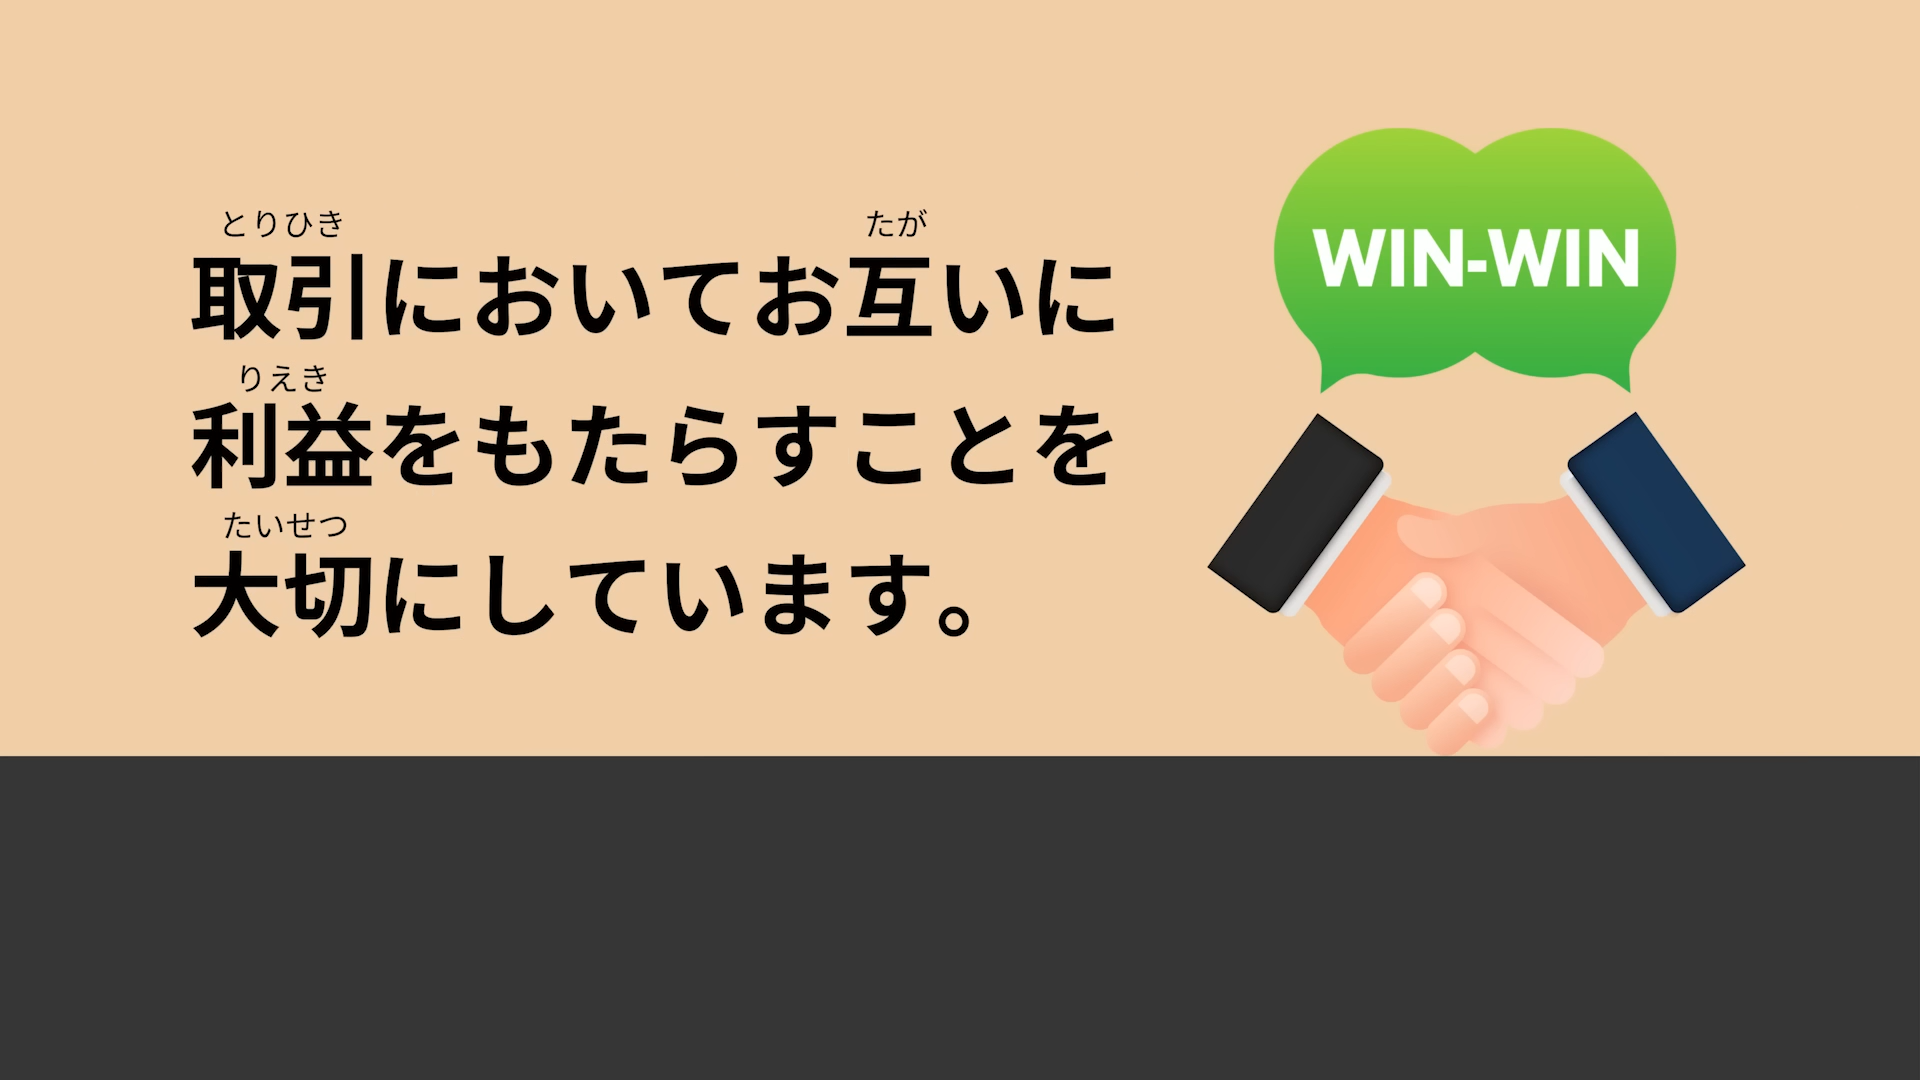 とりひき たが
取引においてお互いに
りえき
利益をもたらすことを
たいせつ
大切にしています。
WIN-WIN